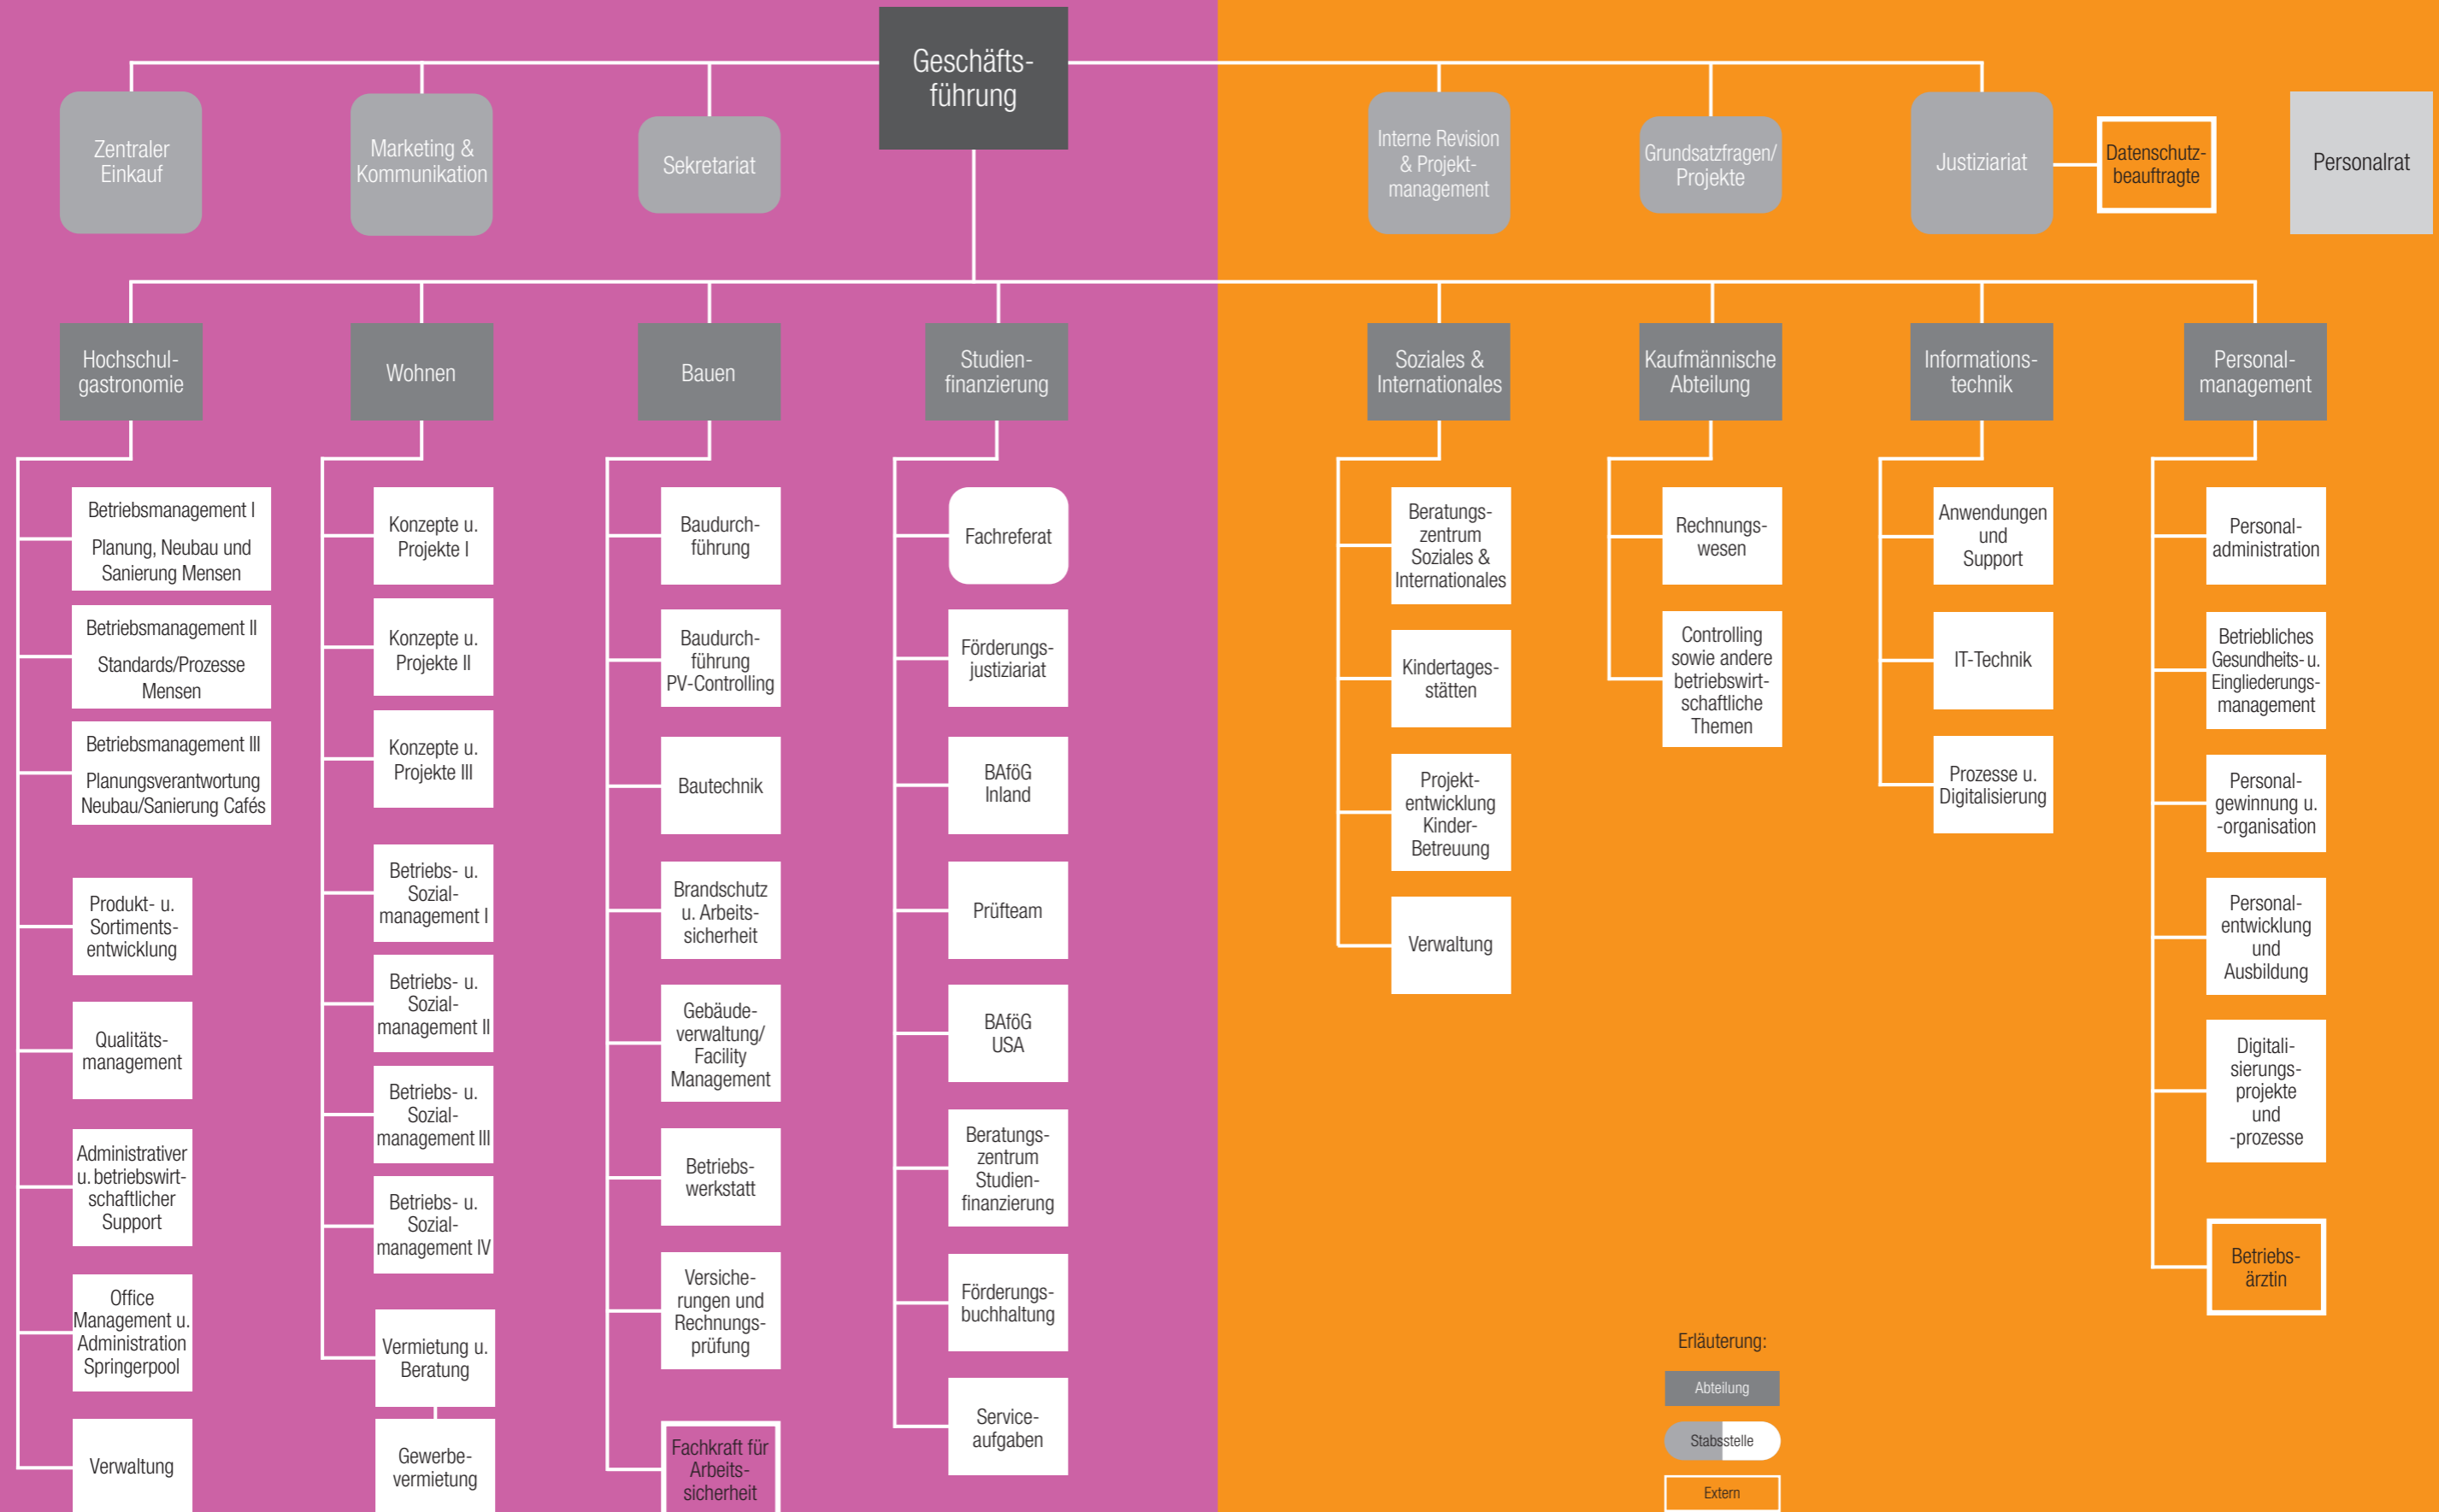 Geschäfts-
führung
Zentraler
Einkauf
Marketing &
Kommunikation
Sekretariat
Interne Revision
& Projekt-
management
Grundsatzfragen/
Projekte
Justiziariat
Datenschutz-
beauftragte
Personalrat
Hochschul-
gastronomie
Wohnen
Bauen
Studien-
finanzierung
Soziales &
Internationales
Kaufmännische
Abteilung
Informations-
technik
Personal-
management
Betriebsmanagement I
Planung, Neubau und
Sanierung Mensen
Betriebsmanagement II
Standards/Prozesse
Mensen
Betriebsmanagement III
Planungsverantwortung
Neubau/Sanierung Cafés
Produkt- u.
Sortiments-
entwicklung
Qualitäts-
management
Administrativer
u. betriebswirt-
schaftlicher
Support
Office
Management u.
Administration
Springerpool
Verwaltung
Konzepte u.
Projekte I
Konzepte u.
Projekte II
Konzepte u.
Projekte III
Betriebs- u.
Sozial-
management I
Betriebs- u.
Sozial-
management II
Betriebs- u.
Sozial-
management III
Betriebs- u.
Sozial-
management IV
Vermietung u.
Beratung
Gewerbe-
vermietung
Baudurch-
führung
Baudurch-
führung
PV-Controlling
Bautechnik
Brandschutz
u. Arbeits-
sicherheit
Gebäude-
verwaltung/
Facility
Management
Betriebs-
werkstatt
Versiche-
rungen und
Rechnungs-
prüfung
Fachkraft für
Arbeits-
sicherheit
Fachreferat
Förderungs-
justiziariat
BAföG
Inland
Prüfteam
BAföG
USA
Beratungs-
zentrum
Studien-
finanzierung
Förderungs-
buchhaltung
Service-
aufgaben
Beratungs-
zentrum
Soziales &
Internationales
Kindertages-
stätten
Projekt-
entwicklung
Kinder-
Betreuung
Verwaltung
Rechnungs-
wesen
Controlling
sowie andere
betriebswirt-
schaftliche
Themen
Anwendungen
und
Support
IT-Technik
Prozesse u.
Digitalisierung
Personal-
administration
Betriebliches
Gesundheits- u.
Eingliederungs-
management
Personal-
gewinnung u.
-organisation
Personal-
entwicklung
und
Ausbildung
Digitali-
sierungs-
projekte
und
-prozesse
Betriebs-
ärztin
Erläuterung:
Abteilung
Stabsstelle
Extern